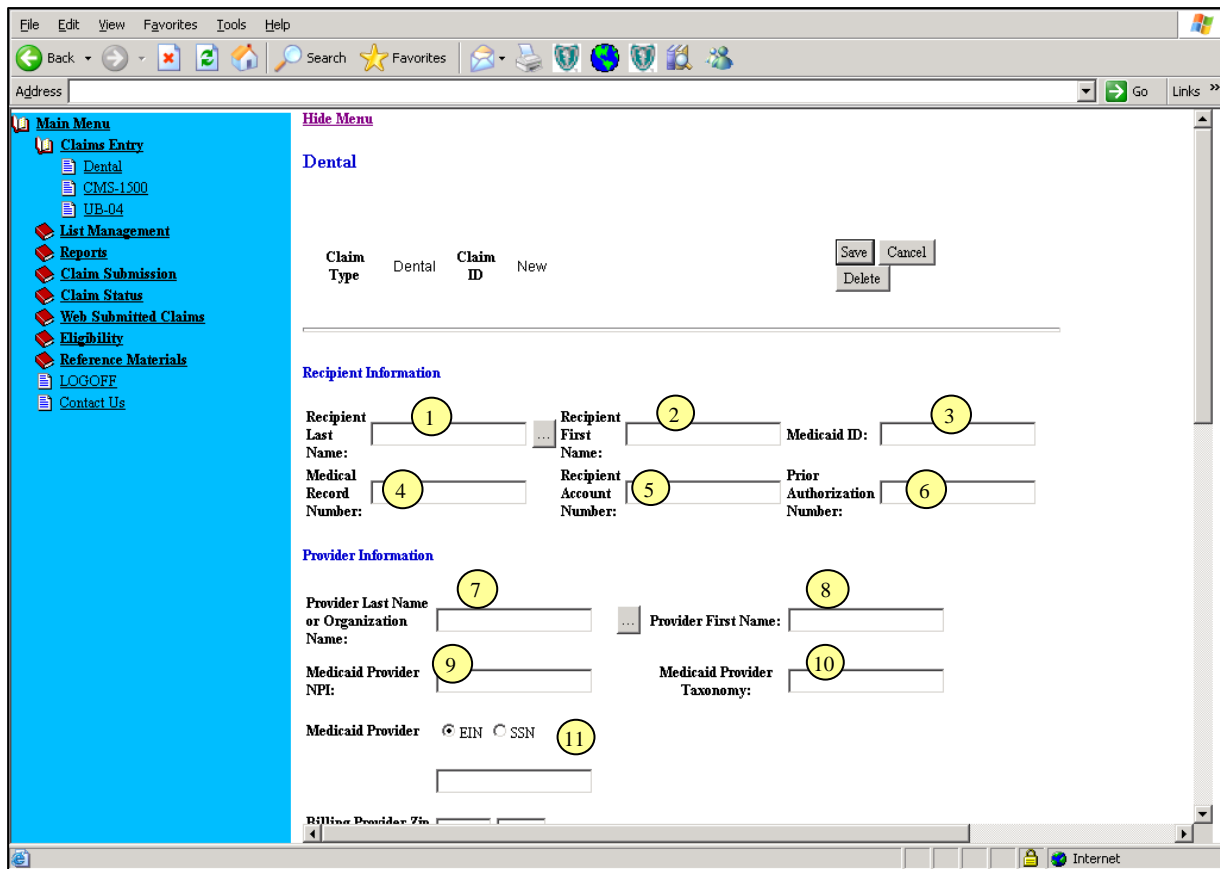 File Edit View Favorites Tools Help
Back Search Favorites
Address Go Links »
Main Menu
Claims Entry
Dental
CMS-1500
UB-04
List Management
Reports
Claim Submission
Claim Status
Web Submitted Claims
Eligibility
Reference Materials
LOGOFF
Contact Us
Hide Menu
Dental
Claim Type Dental Claim ID New
Save Cancel
Delete
Recipient Information
1 2 3
Recipient Last Name: ... Recipient First Name: Medicaid ID:
4 5 6
Medical Record Number: Recipient Account Number: Prior Authorization Number:
Provider Information
7 8
Provider Last Name or Organization Name: ... Provider First Name:
9 10
Medicaid Provider NPI: Medicaid Provider Taxonomy:
Medicaid Provider EIN SSN 11
Billing Provider Zip
Internet